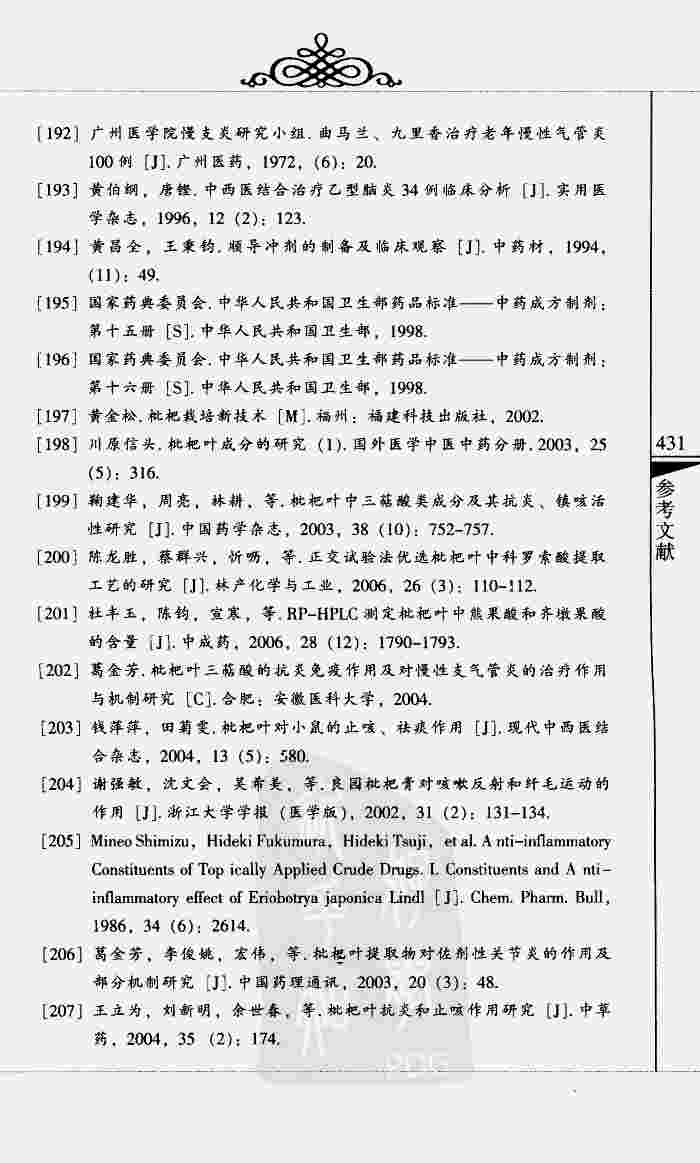 [192] 广州医学院慢支炎研究小组. 曲马兰、九里香治疗老年慢性气管炎
100 例 [J]. 广州医药, 1972, (6): 20.
[193] 黄伯纲, 唐铿. 中西医结合治疗乙型脑炎 34 例临床分析 [J]. 实用医
学杂志, 1996, 12 (2): 123.
[194] 黄昌全, 王秉钧. 顺导冲剂的制备及临床观察 [J]. 中药材, 1994,
(11): 49.
[195] 国家药典委员会. 中华人民共和国卫生部药品标准——中药成方制剂:
第十五册 [S]. 中华人民共和国卫生部, 1998.
[196] 国家药典委员会. 中华人民共和国卫生部药品标准——中药成方制剂:
第十六册 [S]. 中华人民共和国卫生部, 1998.
[197] 黄金松. 枇杷栽培新技术 [M]. 福州: 福建科技出版社, 2002.
[198] 川原信夫. 枇杷叶成分的研究 (1). 国外医学中医中药分册. 2003, 25
(5): 316.
[199] 鞠建华, 周亮, 林耕, 等. 枇杷叶中三萜酸类成分及其抗炎、镇咳活
性研究 [J]. 中国药学杂志, 2003, 38 (10): 752-757.
[200] 陈龙胜, 蔡群兴, 忻哂, 等. 正交试验法优选枇杷叶中科罗索酸提取
工艺的研究 [J]. 林产化学与工业, 2006, 26 (3): 110-112.
[201] 杜丰玉, 陈钧, 宣寒, 等. RP-HPLC 测定枇杷叶中熊果酸和齐墩果酸
的含量 [J]. 中成药, 2006, 28 (12): 1790-1793.
[202] 葛金芳. 枇杷叶三萜酸的抗炎免疫作用及对慢性支气管炎的治疗作用
与机制研究 [C]. 合肥: 安徽医科大学, 2004.
[203] 钱萍萍, 田菊雯. 枇杷叶对小鼠的止咳、祛痰作用 [J]. 现代中西医结
合杂志, 2004, 13 (5): 580.
[204] 谢强敏, 沈文会, 吴希美, 等. 良园枇杷膏对咳嗽反射和纤毛运动的
作用 [J]. 浙江大学学报 (医学版), 2002, 31 (2): 131-134.
[205] Mineo Shimizu, Hideki Fukumura, Hideki Tsuji, et al. A nti-inflammatory
Constituents of Top ically Applied Crude Drugs. I. Constituents and A nti-
inflammatory effect of Eriobotrya japonica Lindl [J]. Chem. Pharm. Bull,
1986, 34 (6): 2614.
[206] 葛金芳, 李俊姚, 宏伟, 等. 枇杷叶提取物对佐剂性关节炎的作用及
部分机制研究 [J]. 中国药理通讯, 2003, 20 (3): 48.
[207] 王立为, 刘新明, 余世春, 等. 枇杷叶抗炎和止咳作用研究 [J]. 中草
药, 2004, 35 (2): 174.
431
参考文献
PDG